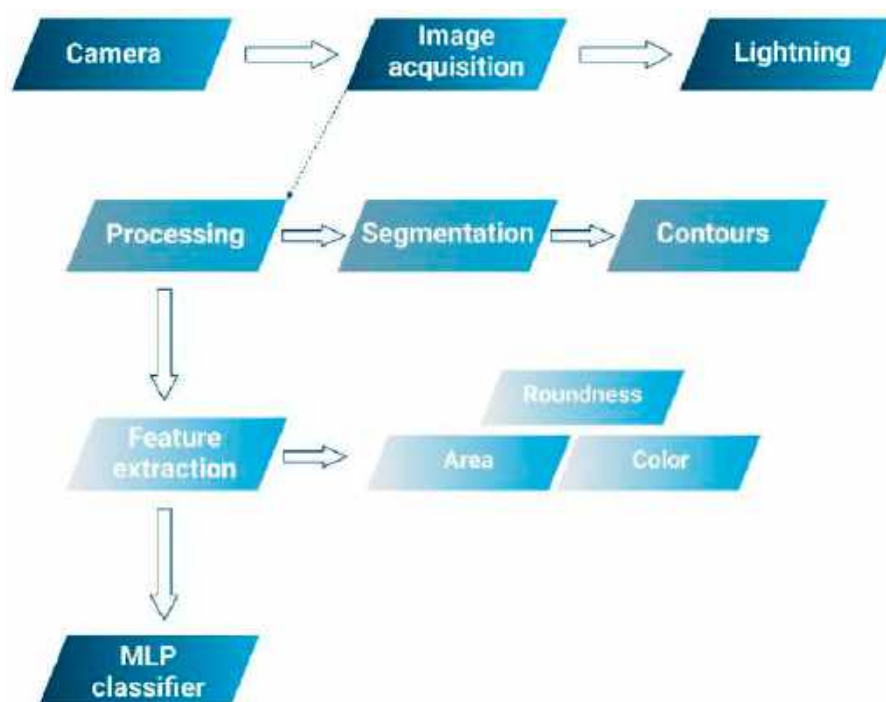 Camera
Image
acquisition
Lightning
Processing
Segmentation
Contours
Feature
extraction
Roundness
Area
Color
MLP
classifier